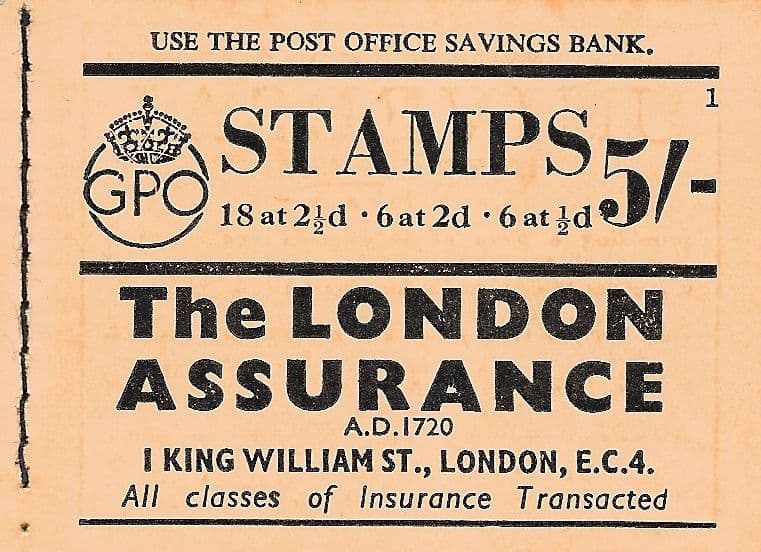 USE THE POST OFFICE SAVINGS BANK.
1
GPO
STAMPS 5/-
18 at 2½d · 6 at 2d · 6 at ½d
The LONDON
ASSURANCE
A.D.1720
1 KING WILLIAM ST., LONDON, E.C.4.
All classes of Insurance Transacted